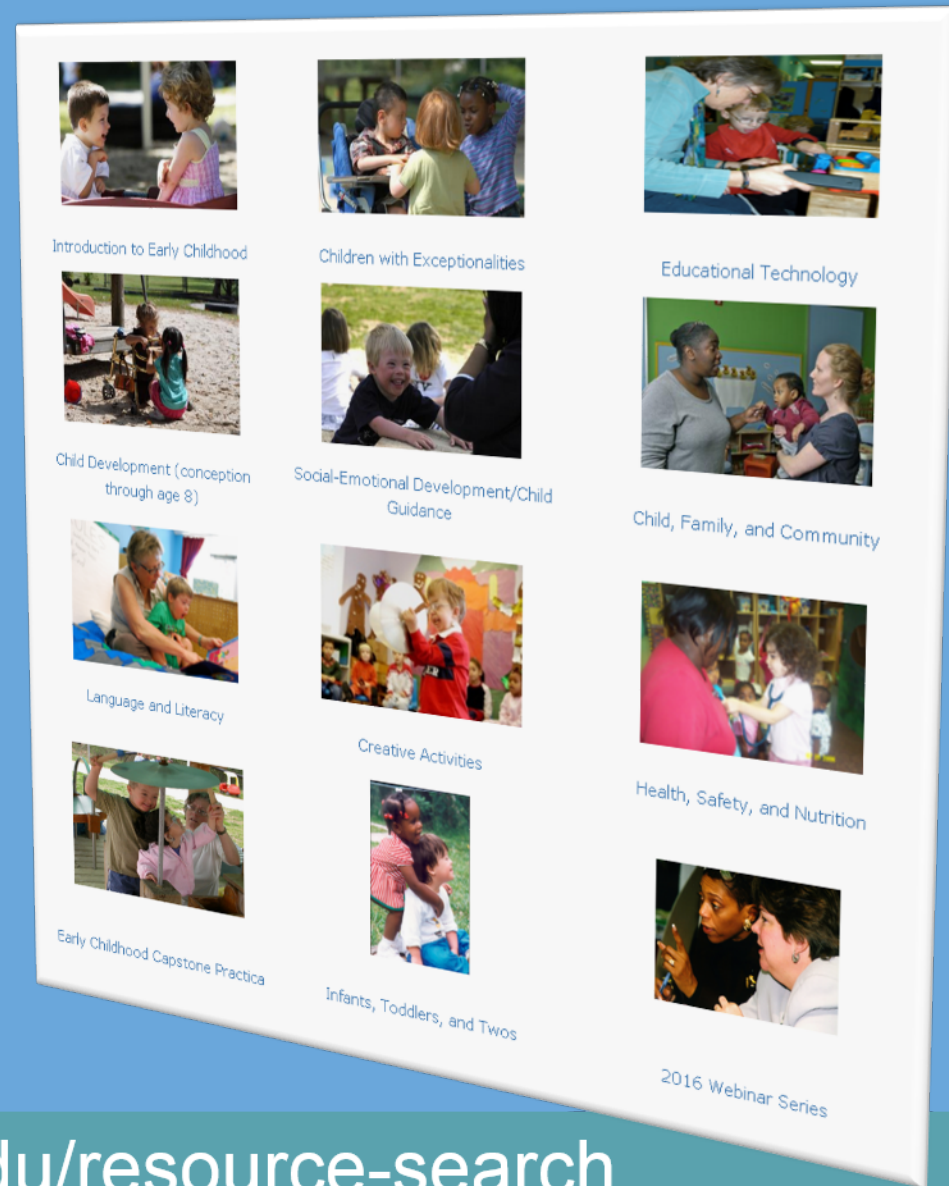 Introduction to Early Childhood
Children with Exceptionalities
Educational Technology
Child Development (conception
through age 8)
Social-Emotional Development/Child
Guidance
Child, Family, and Community
Language and Literacy
Creative Activities
Health, Safety, and Nutrition
Early Childhood Capstone Practica
Infants, Toddlers, and Twos
2016 Webinar Series
du/resource-search